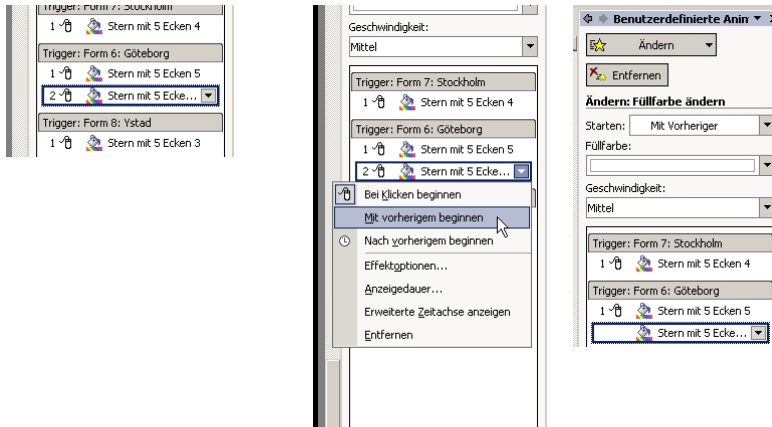 Trigger: Form 7: Stockholm
1 Stern mit 5 Ecken 4
Trigger: Form 6: Göteborg
1 Stern mit 5 Ecken 5
2 Stern mit 5 Ecke...
Trigger: Form 8: Ystad
1 Stern mit 5 Ecken 3
Geschwindigkeit:
Mittel
Trigger: Form 7: Stockholm
1 Stern mit 5 Ecken 4
Trigger: Form 6: Göteborg
1 Stern mit 5 Ecken 5
2 Stern mit 5 Ecke...
Bei Klicken beginnen
Mit vorherigem beginnen
Nach vorherigem beginnen
Effektoptionen...
Anzeigedauer...
Erweiterte Zeitachse anzeigen
Entfernen
Benutzerdefinierte Anim
Ändern
Entfernen
Ändern: Füllfarbe ändern
Starten: Mit Vorheriger
Füllfarbe:
Geschwindigkeit:
Mittel
Trigger: Form 7: Stockholm
1 Stern mit 5 Ecken 4
Trigger: Form 6: Göteborg
1 Stern mit 5 Ecken 5
Stern mit 5 Ecke...